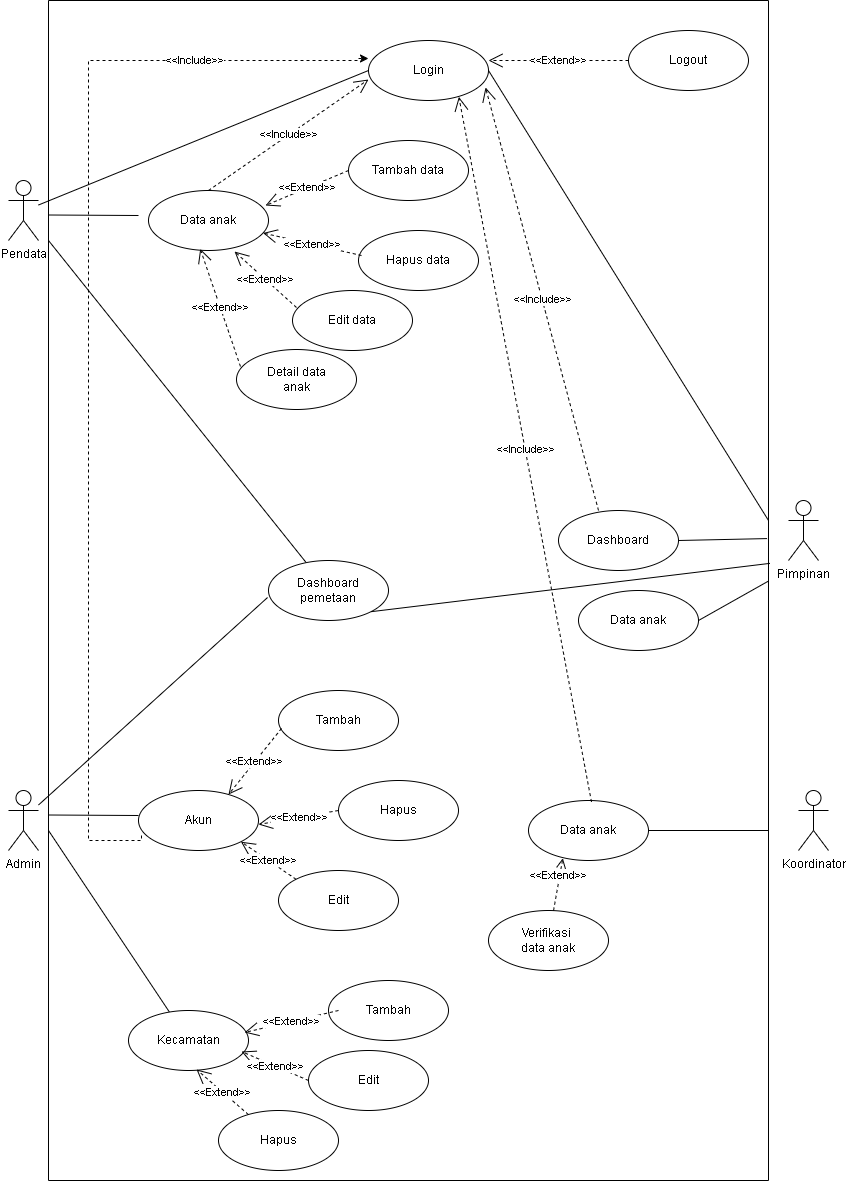 <<Include>>
Login
<<Extend>>
Logout
<<Include>>
Tambah data
<<Extend>>
Data anak
Pendata
<<Extend>>
Hapus data
<<Extend>>
<<Extend>>
<<Include>>
Edit data
Detail data
anak
<<Include>>
Dashboard
Pimpinan
Dashboard
pemetaan
Data anak
Tambah
<<Extend>>
Hapus
<<Extend>>
Akun
Data anak
<<Extend>>
Admin
Koordinator
<<Extend>>
Edit
Verifikasi
data anak
Tambah
<<Extend>>
Kecamatan
<<Extend>>
Edit
<<Extend>>
Hapus